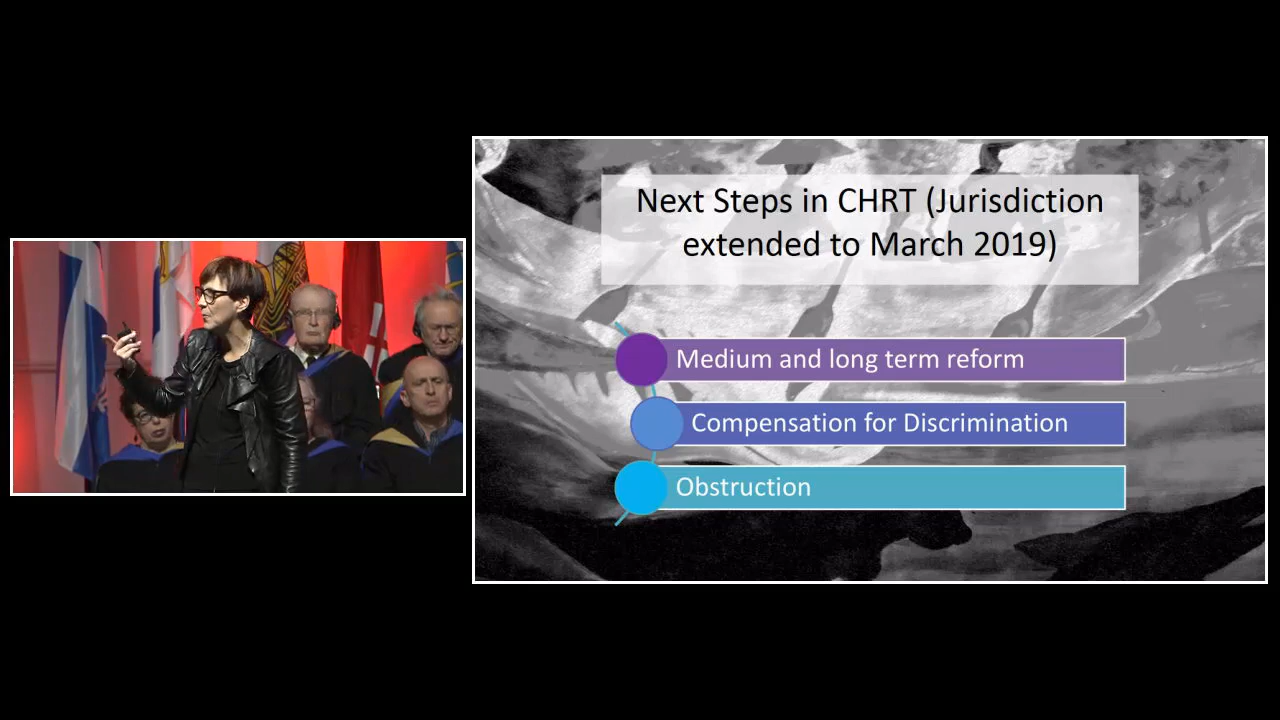 Next Steps in CHRT (Jurisdiction
extended to March 2019)
Medium and long term reform
Compensation for Discrimination
Obstruction